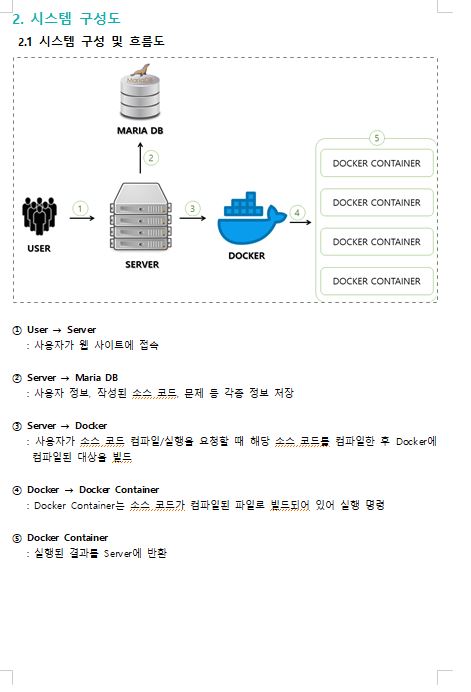 2. 시스템 구성도
2.1 시스템 구성 및 흐름도
MariaDB
MARIA DB
5
DOCKER CONTAINER
2
DOCKER CONTAINER
1
3
4
DOCKER CONTAINER
USER
SERVER
DOCKER
DOCKER CONTAINER
① User → Server
: 사용자가 웹 사이트에 접속
② Server → Maria DB
: 사용자 정보, 작성된 소스 코드, 문제 등 각종 정보 저장
③ Server → Docker
: 사용자가 소스 코드 컴파일/실행을 요청할 때 해당 소스 코드를 컴파일한 후 Docker에
컴파일된 대상을 빌드
④ Docker → Docker Container
: Docker Container는 소스 코드가 컴파일된 파일로 빌드되어 있어 실행 명령
⑤ Docker Container
: 실행된 결과를 Server에 반환